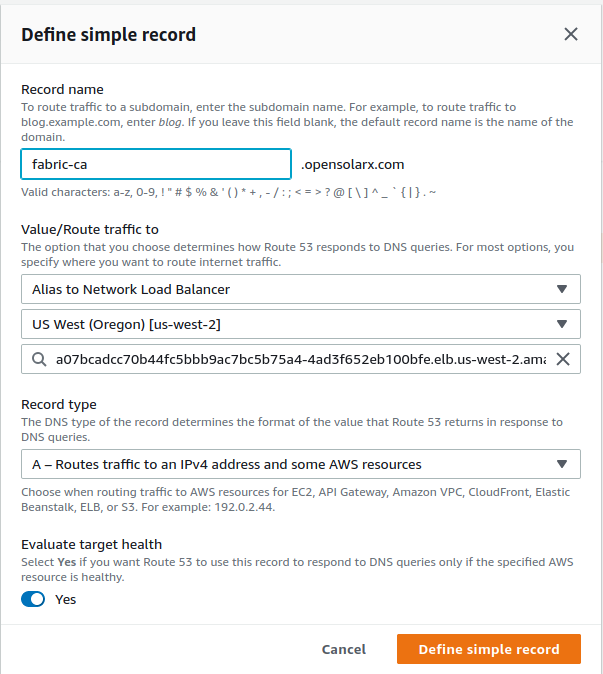 Define simple record
Record name
To route traffic to a subdomain, enter the subdomain name. For example, to route traffic to
blog.example.com, enter blog. If you leave this field blank, the default record name is the name of the
domain.
fabric-ca .opensolarx.com
Valid characters: a-z, 0-9, ! " # $ % & ' ( ) * + , - / : ; < = > ? @ [ \ ] ^ _ ` { | } . ~
Value/Route traffic to
The option that you choose determines how Route 53 responds to DNS queries. For most options, you
specify where you want to route internet traffic.
Alias to Network Load Balancer
US West (Oregon) [us-west-2]
a07bcadcc70b44fc5bbb9ac7bc5b75a4-4ad3f652eb100bfe.elb.us-west-2.ama
Record type
The DNS type of the record determines the format of the value that Route 53 returns in response to
DNS queries.
A – Routes traffic to an IPv4 address and some AWS resources
Choose when routing traffic to AWS resources for EC2, API Gateway, Amazon VPC, CloudFront, Elastic
Beanstalk, ELB, or S3. For example: 192.0.2.44.
Evaluate target health
Select Yes if you want Route 53 to use this record to respond to DNS queries only if the specified AWS
resource is healthy.
Yes
Cancel Define simple record